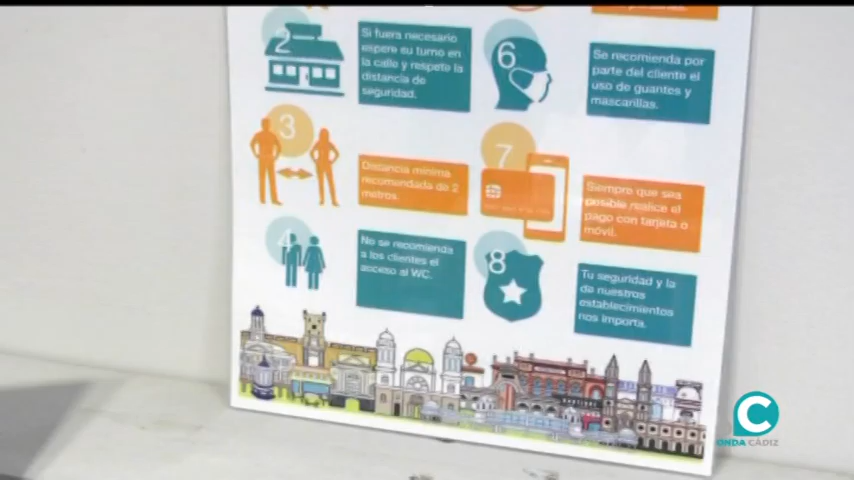 2
Si fuera necesario
espere su turno en
la calle y respete la
distancia de
seguridad.
3
Distancia mínima
recomendada de 2
metros.
4
No se recomienda
a los clientes el
acceso al WC.
6
Se recomienda por
parte del cliente el
uso de guantes y
mascarillas.
7
Siempre que sea
posible realice el
pago con tarjeta o
móvil.
8
Tu seguridad y la
de nuestros
establecimientos
nos importa.
C
ONDA CÁDIZ